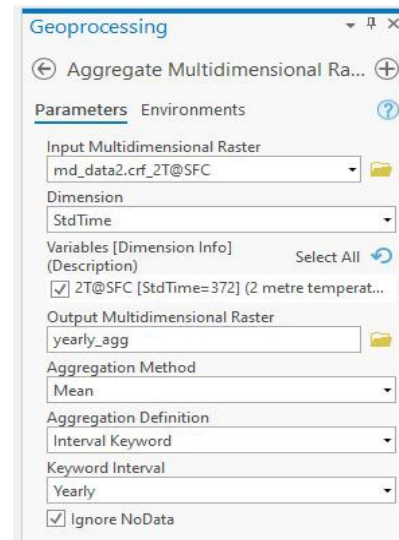 Geoprocessing
Aggregate Multidimensional Ra...
Parameters Environments
Input Multidimensional Raster
md_data2.crf_2T@SFC
Dimension
StdTime
Variables [Dimension Info]
(Description)
Select All
2T@SFC [StdTime=372] (2 metre temperat...
Output Multidimensional Raster
yearly_agg
Aggregation Method
Mean
Aggregation Definition
Interval Keyword
Keyword Interval
Yearly
Ignore NoData